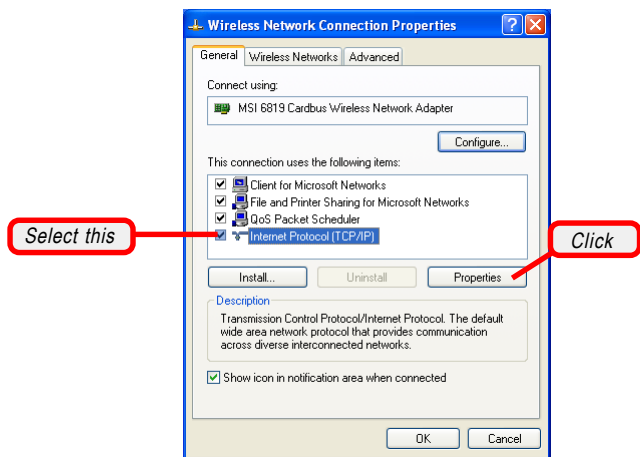 Wireless Network Connection Properties
General Wireless Networks Advanced
Connect using:
MSI 6819 Cardbus Wireless Network Adapter
Configure...
This connection uses the following items:
Client for Microsoft Networks
File and Printer Sharing for Microsoft Networks
QoS Packet Scheduler
Internet Protocol (TCP/IP)
Select this
Click
Install... Uninstall Properties
Description
Transmission Control Protocol/Internet Protocol. The default
wide area network protocol that provides communication
across diverse interconnected networks.
Show icon in notification area when connected
OK Cancel